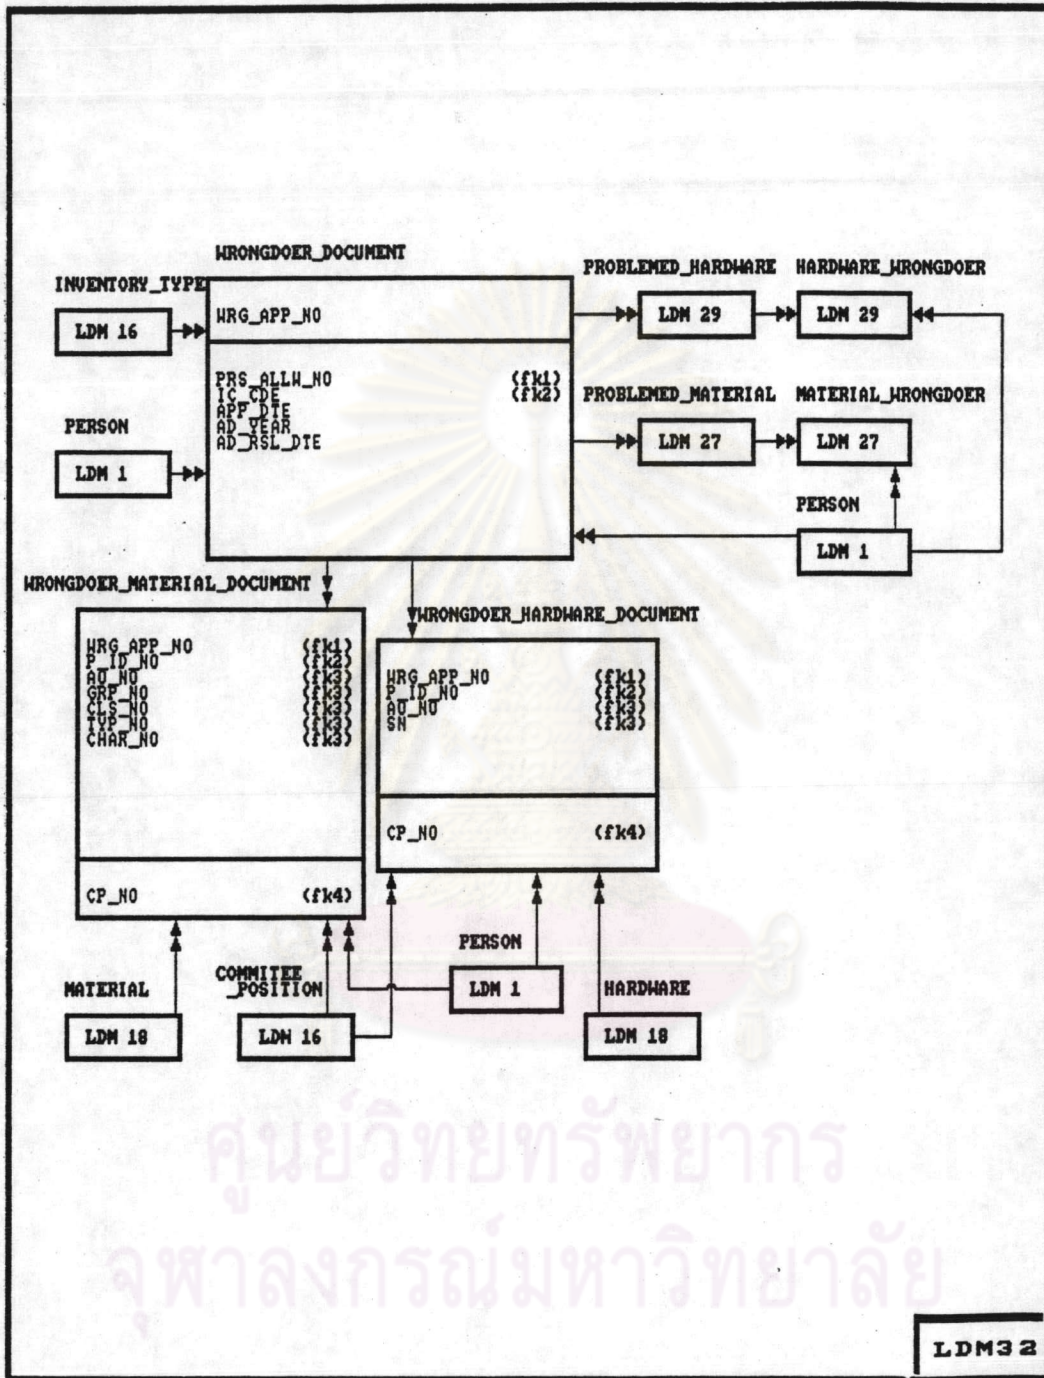 WRONGDOER_DOCUMENT
INVENTORY_TYPE
LDM 16
WRG_APP_NO
PRS_ALLW_NO (fk1)
IC_CDE (fk2)
APP_DTE
AD_YEAR
AD_RSL_DTE
PERSON
LDM 1
PROBLEMED_HARDWARE HARDWARE_WRONGDOER
LDM 29 LDM 29
PROBLEMED_MATERIAL MATERIAL_WRONGDOER
LDM 27 LDM 27
PERSON
LDM 1
WRONGDOER_MATERIAL_DOCUMENT
WRG_APP_NO (fk1)
P_ID_NO (fk2)
AO_NO (fk3)
GRP_NO (fk3)
CLS_NO (fk3)
TYP_NO (fk3)
CHAR_NO (fk3)
CP_NO (fk4)
WRONGDOER_HARDWARE_DOCUMENT
WRG_APP_NO (fk1)
P_ID_NO (fk2)
AO_NO (fk3)
SN (fk3)
CP_NO (fk4)
MATERIAL
LDM 18
COMMITEE
_POSITION
LDM 16
PERSON
LDM 1
HARDWARE
LDM 18
ศูนย์วิทยทรัพยากร
จุฬาลงกรณ์มหาวิทยาลัย
LDM32